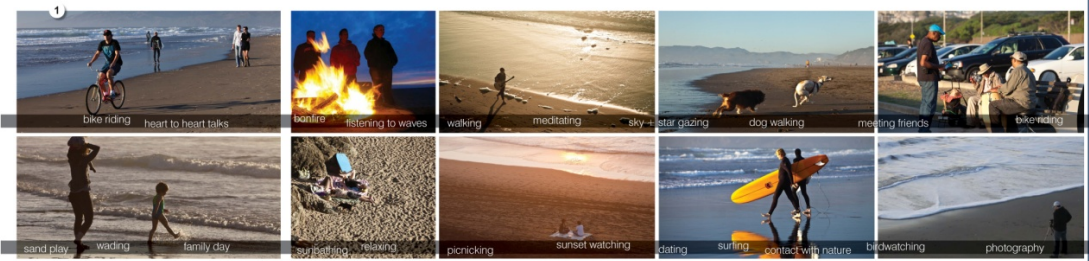 1
bike riding heart to heart talks bonfire listening to waves walking meditating sky + star gazing dog walking meeting friends bike riding
sand play wading family day sunbathing relaxing picnicking sunset watching dating surfing contact with nature birdwatching photography